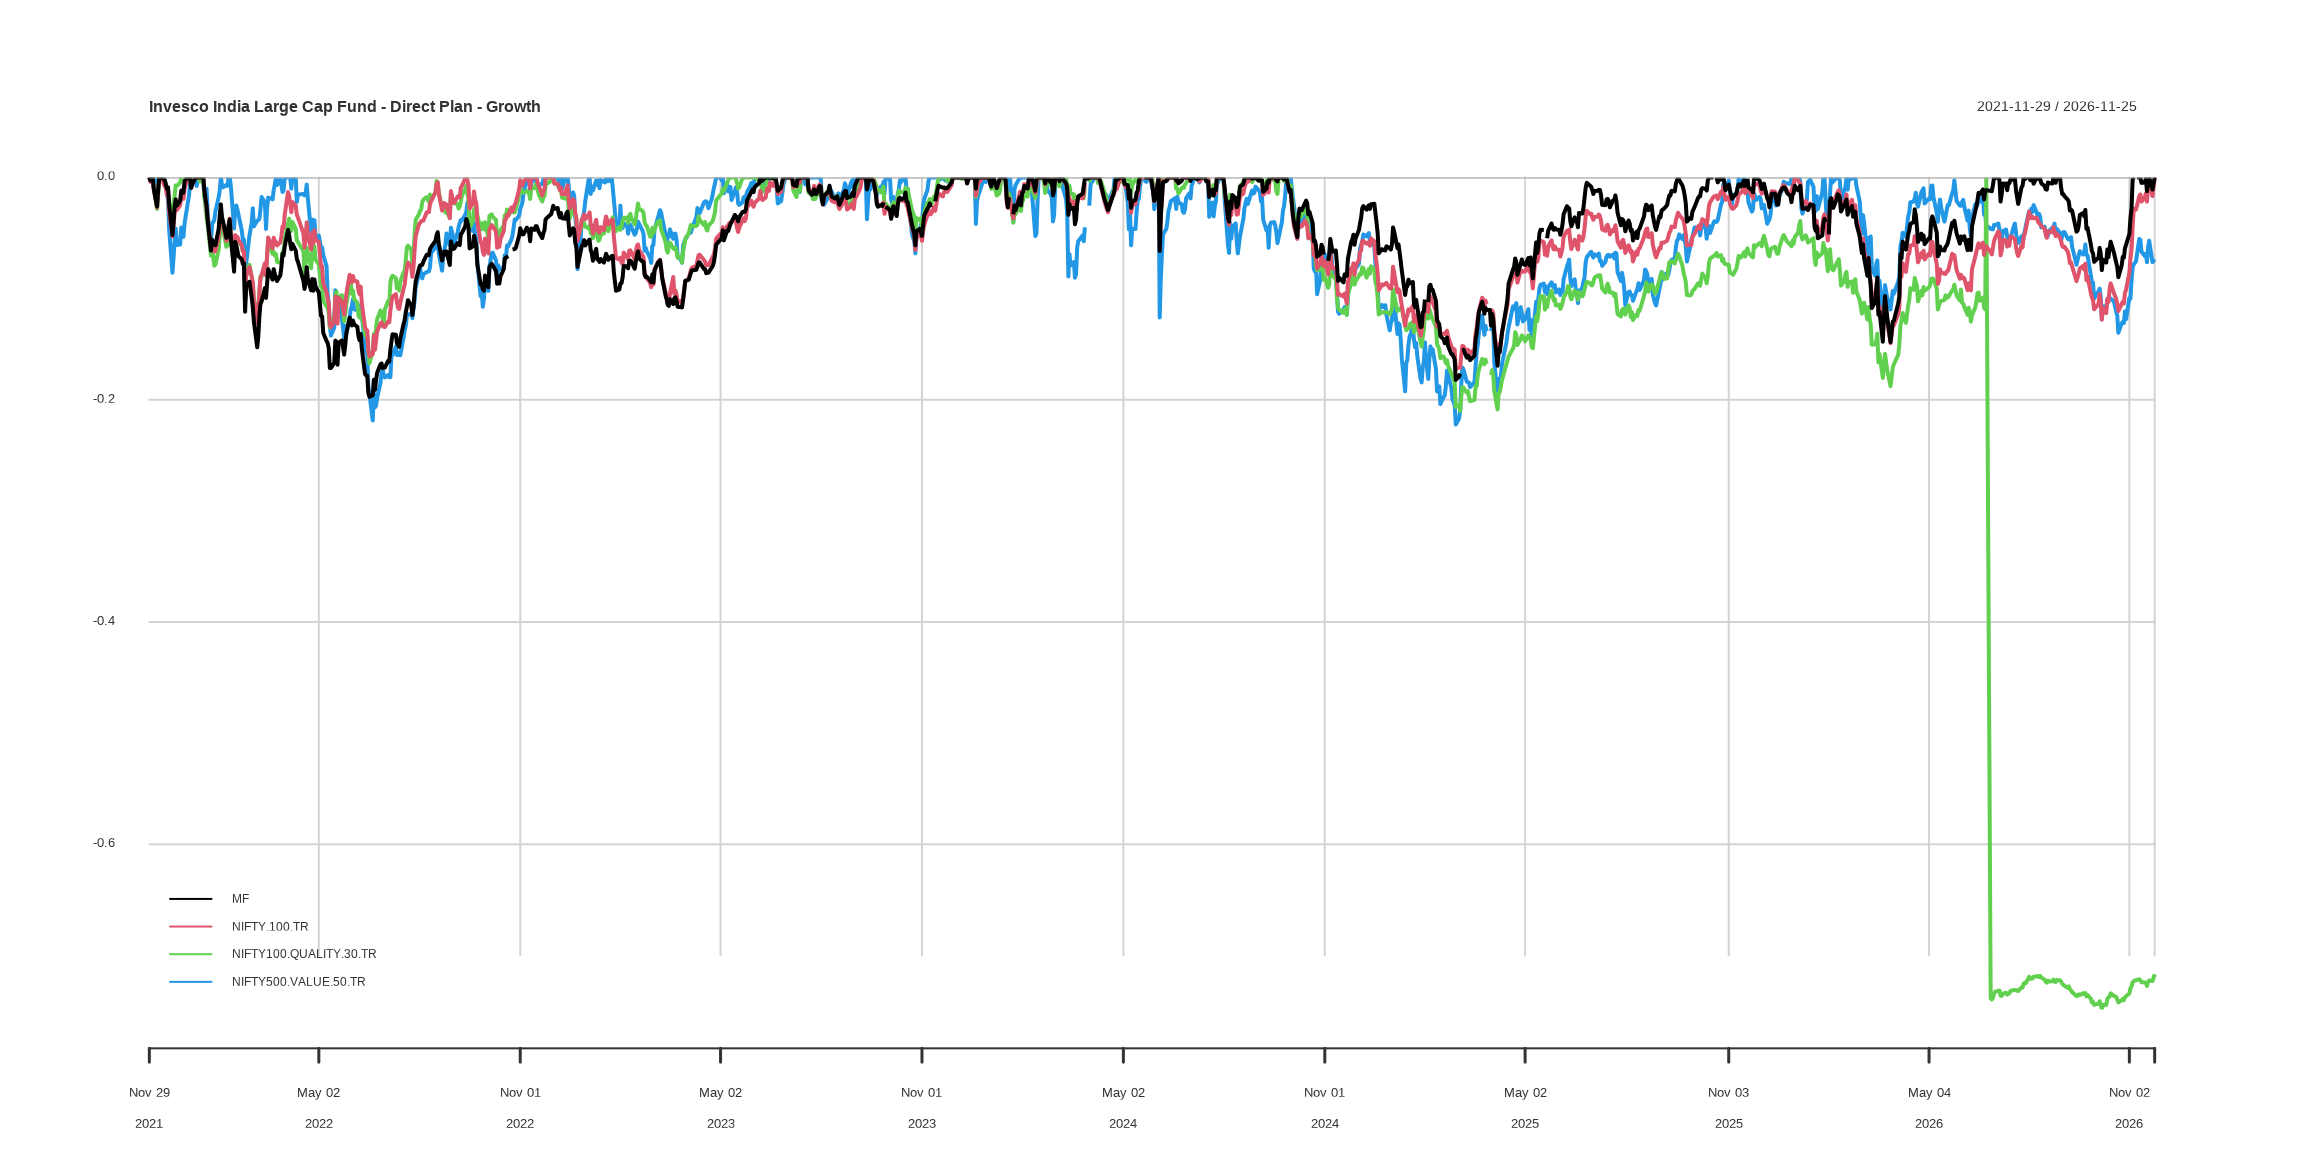 Invesco India Large Cap Fund - Direct Plan - Growth
2021-11-29 / 2026-11-25
0.0
-0.2
-0.4
-0.6
MF
NIFTY.100.TR
NIFTY100.QUALITY.30.TR
NIFTY500.VALUE.50.TR
Nov 29 May 02 Nov 01 May 02 Nov 01 May 02 Nov 01 May 02 Nov 03 May 04 Nov 02
2021 2022 2022 2023 2023 2024 2024 2025 2025 2026 2026